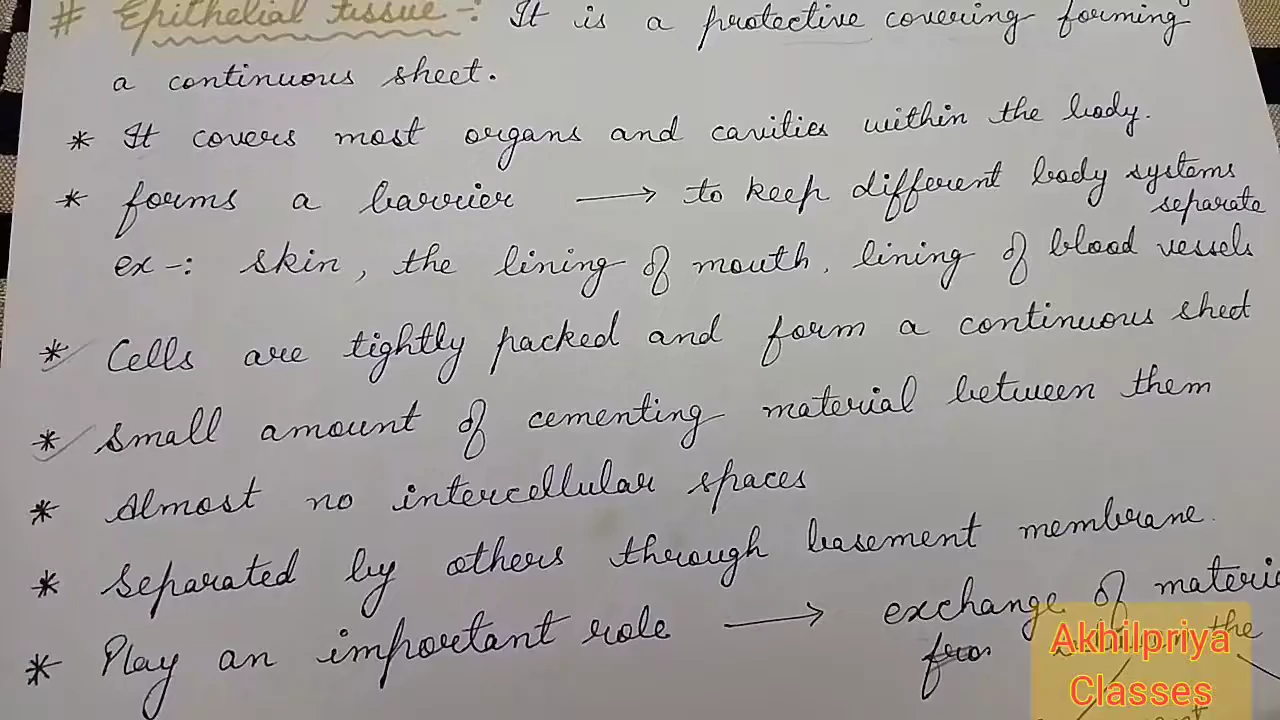 # Epithelial tissue -: It is a protective covering forming
a continuous sheet.
* It covers most organs and cavities within the body.
* forms a barrier → to keep different body systems
separate
ex -: skin, the lining of mouth, lining of blood vessels
* Cells are tightly packed and form a continuous sheet
* Small amount of cementing material between them
* Almost no intercellular spaces
* Separated by others through basement membrane.
* Play an important role → exchange of materia
the
Akhilpriya
Classes